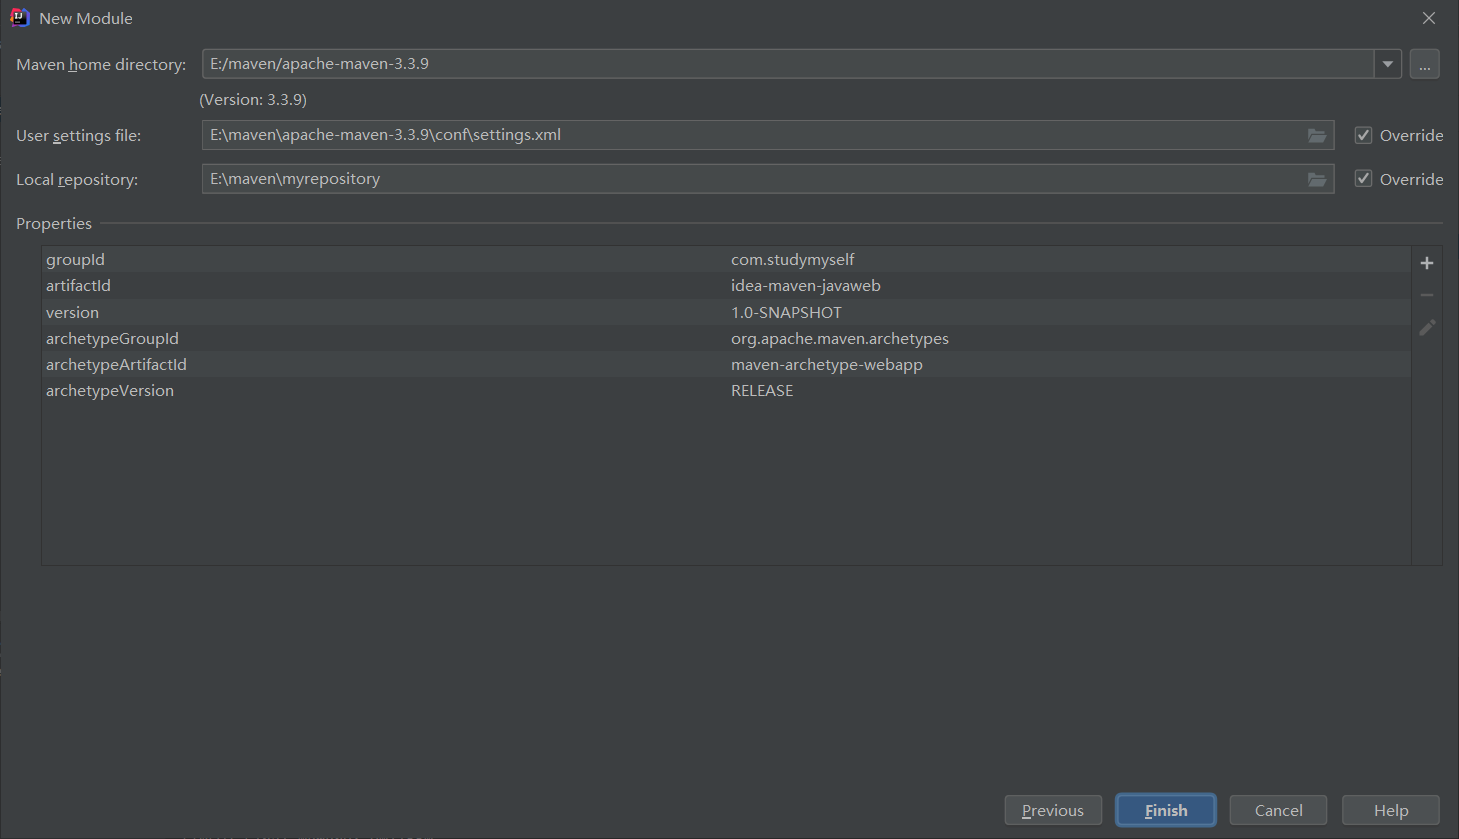 New Module
Maven home directory: E:/maven/apache-maven-3.3.9 ...
(Version: 3.3.9)
User settings file: E:\maven\apache-maven-3.3.9\conf\settings.xml Override
Local repository: E:\maven\myrepository Override
Properties
groupId com.studymyself
artifactId idea-maven-javaweb
version 1.0-SNAPSHOT
archetypeGroupId org.apache.maven.archetypes
archetypeArtifactId maven-archetype-webapp
archetypeVersion RELEASE
Previous Finish Cancel Help